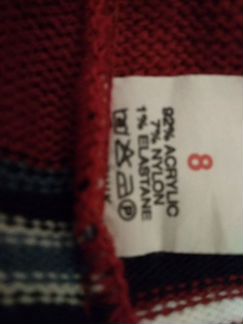 8
92% ACRYLIC
7% NYLON
1% ELASTANE
P